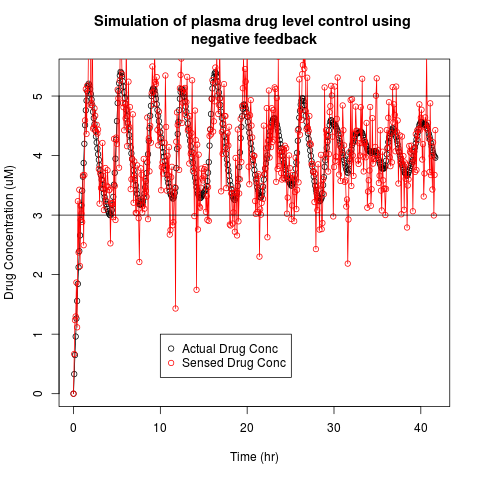 Simulation of plasma drug level control using
negative feedback
Drug Concentration (uM)
5
4
3
2
1
0
Actual Drug Conc
Sensed Drug Conc
0 10 20 30 40
Time (hr)